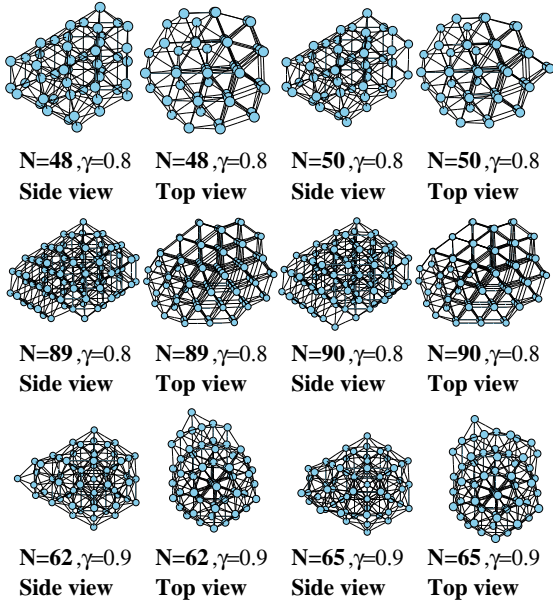 N=48,γ=0.8 N=48,γ=0.8 N=50,γ=0.8 N=50,γ=0.8
Side view Top view Side view Top view
N=89,γ=0.8 N=89,γ=0.8 N=90,γ=0.8 N=90,γ=0.8
Side view Top view Side view Top view
N=62,γ=0.9 N=62,γ=0.9 N=65,γ=0.9 N=65,γ=0.9
Side view Top view Side view Top view